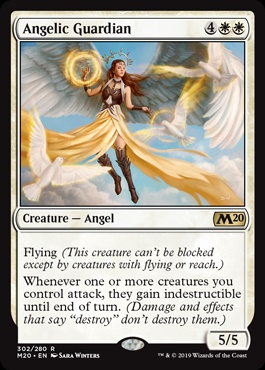 Angelic Guardian 4
Creature — Angel M20
Flying (This creature can't be blocked
except by creatures with flying or reach.)
Whenever one or more creatures you
control attack, they gain indestructible
until end of turn. (Damage and effects
that say "destroy" don't destroy them.)
5/5
302/280 R
M20 • EN SARA WINTERS
™ & © 2019 Wizards of the Coast